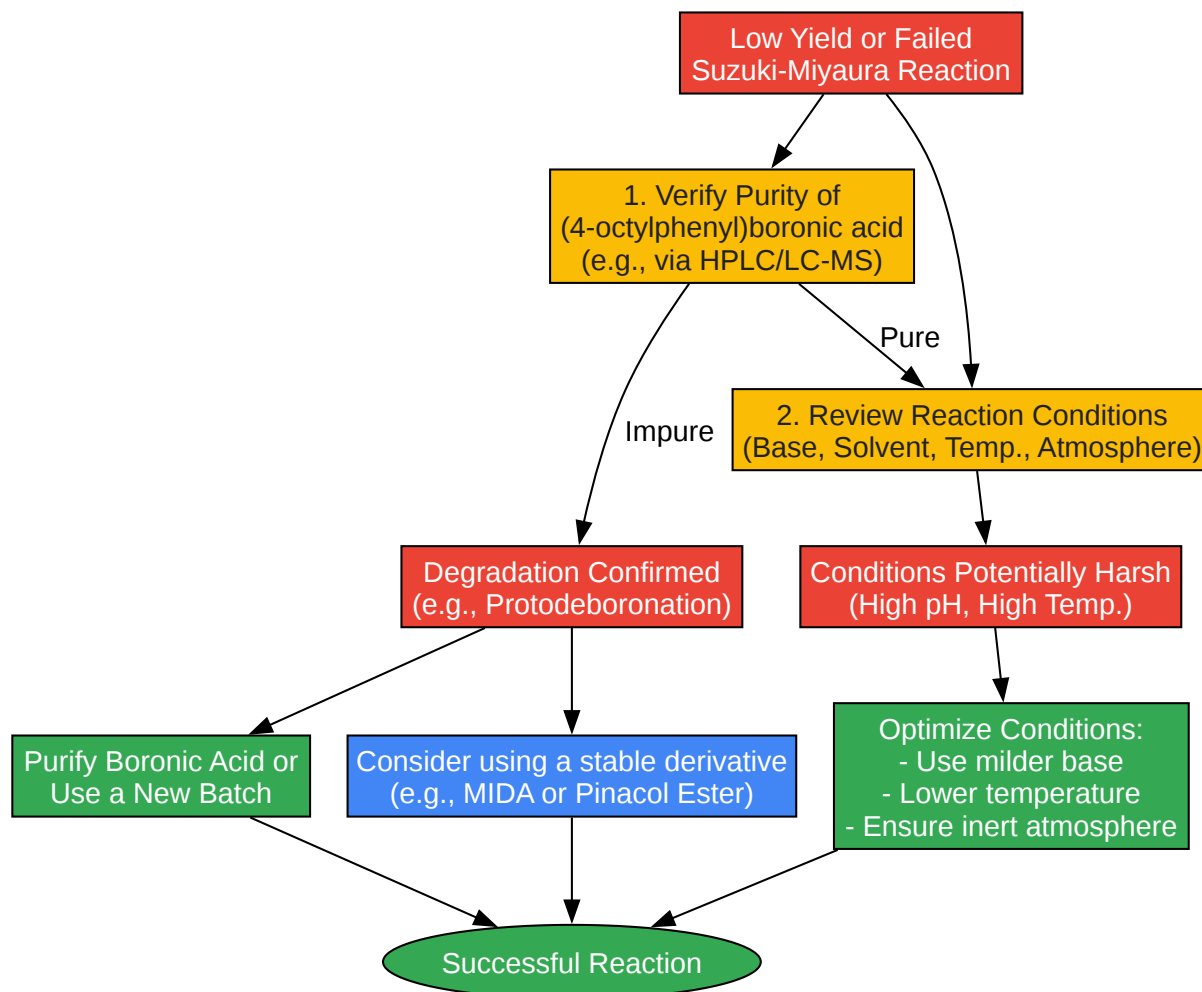 Low Yield or Failed
Suzuki-Miyaura Reaction
1. Verify Purity of
(4-octylphenyl)boronic acid
(e.g., via HPLC/LC-MS)
Pure
2. Review Reaction Conditions
(Base, Solvent, Temp., Atmosphere)
Impure
Degradation Confirmed
(e.g., Protodeboronation)
Conditions Potentially Harsh
(High pH, High Temp.)
Purify Boronic Acid or
Use a New Batch
Consider using a stable derivative
(e.g., MIDA or Pinacol Ester)
Optimize Conditions:
- Use milder base
- Lower temperature
- Ensure inert atmosphere
Successful Reaction